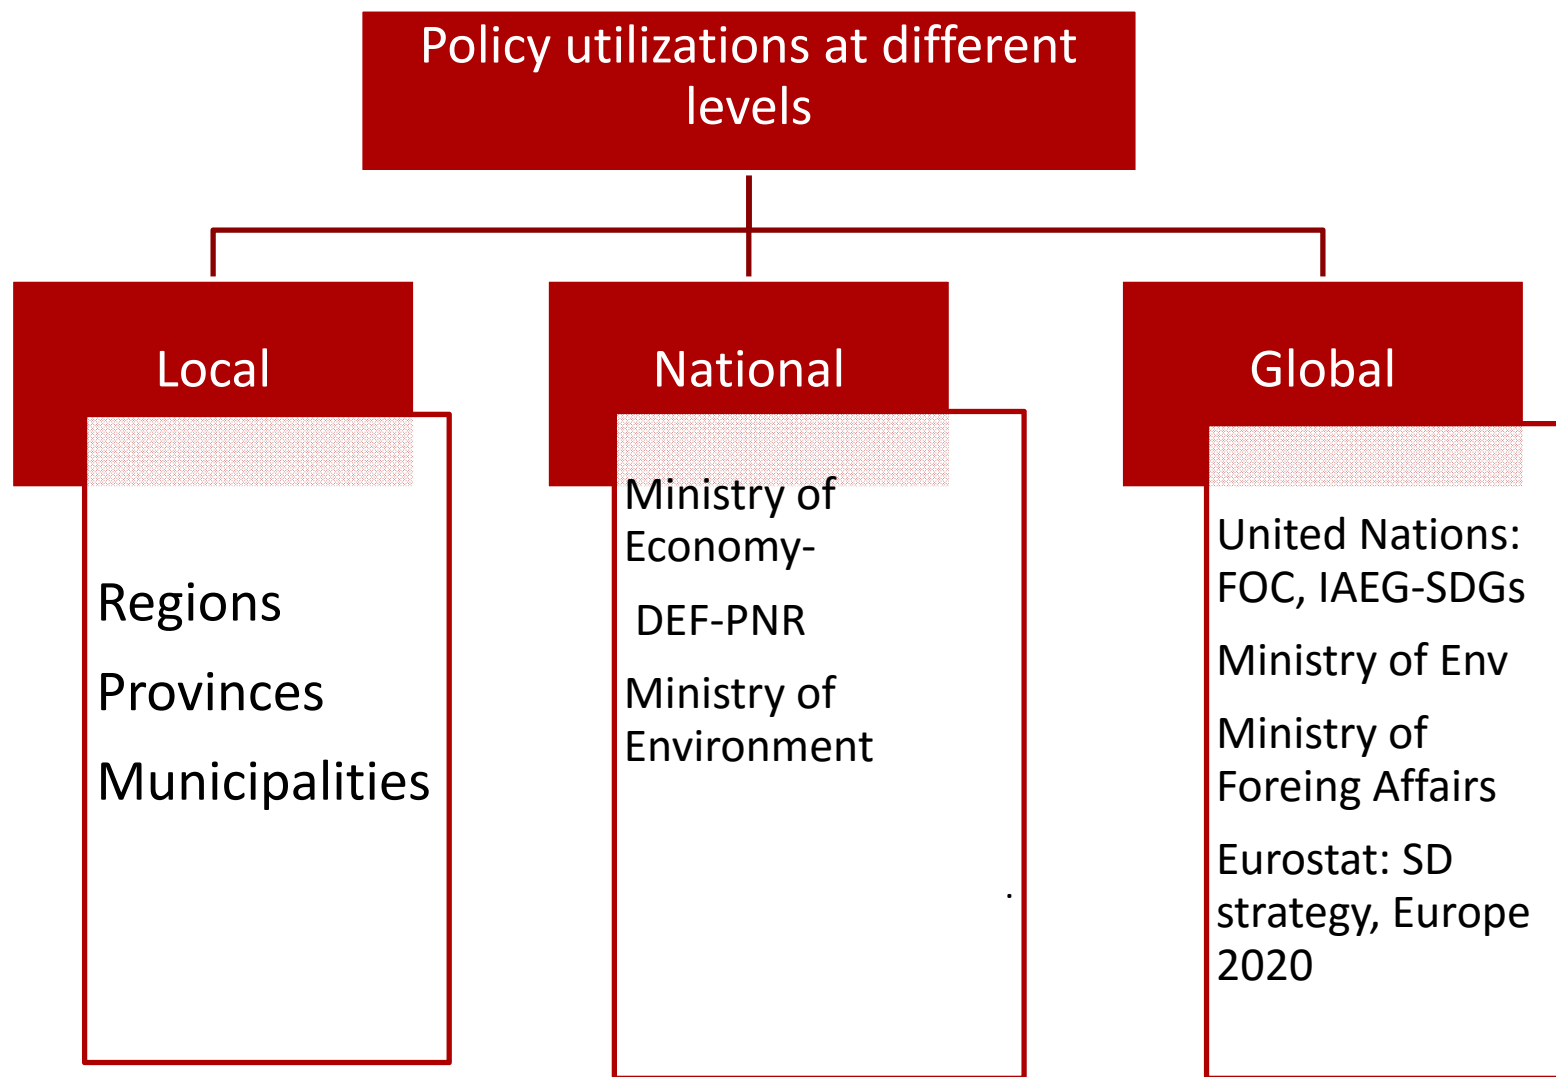 Policy utilizations at different
levels
Local
Regions
Provinces
Municipalities
National
Ministry of
Economy-
DEF-PNR
Ministry of
Environment
.
Global
United Nations:
FOC, IAEG-SDGs
Ministry of Env
Ministry of
Foreing Affairs
Eurostat: SD
strategy, Europe
2020